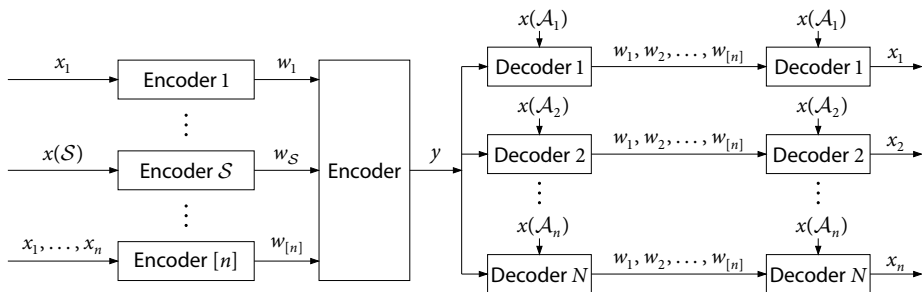 x(𝒜₁) x(𝒜₁)
x₁ Encoder 1 w₁ Decoder 1 w₁, w₂, . . . , w_[n] Decoder 1 x₁
⋮
x(𝒜₂) x(𝒜₂)
x(𝒮) Encoder 𝒮 w_𝒮 Encoder y Decoder 2 w₁, w₂, . . . , w_[n] Decoder 2 x₂
⋮ ⋮ ⋮
x(𝒜ₙ) x(𝒜ₙ)
x₁, . . . , xₙ Encoder [n] w_[n] Decoder N w₁, w₂, . . . , w_[n] Decoder N xₙ